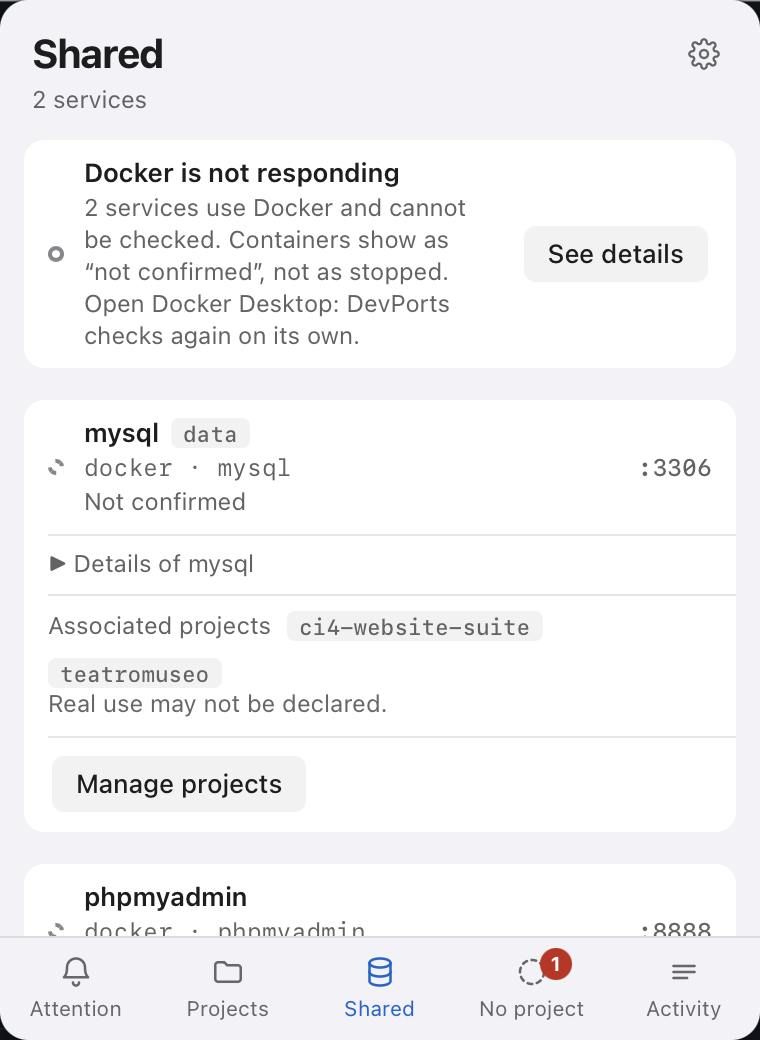 Shared
2 services
Docker is not responding
2 services use Docker and cannot
be checked. Containers show as
“not confirmed”, not as stopped.
Open Docker Desktop: DevPorts
checks again on its own.
See details
mysql data
docker · mysql :3306
Not confirmed
Details of mysql
Associated projects ci4-website-suite
teatromuseo
Real use may not be declared.
Manage projects
phpmyadmin
docker · phpmyadmin :8888
1
Attention Projects Shared No project Activity